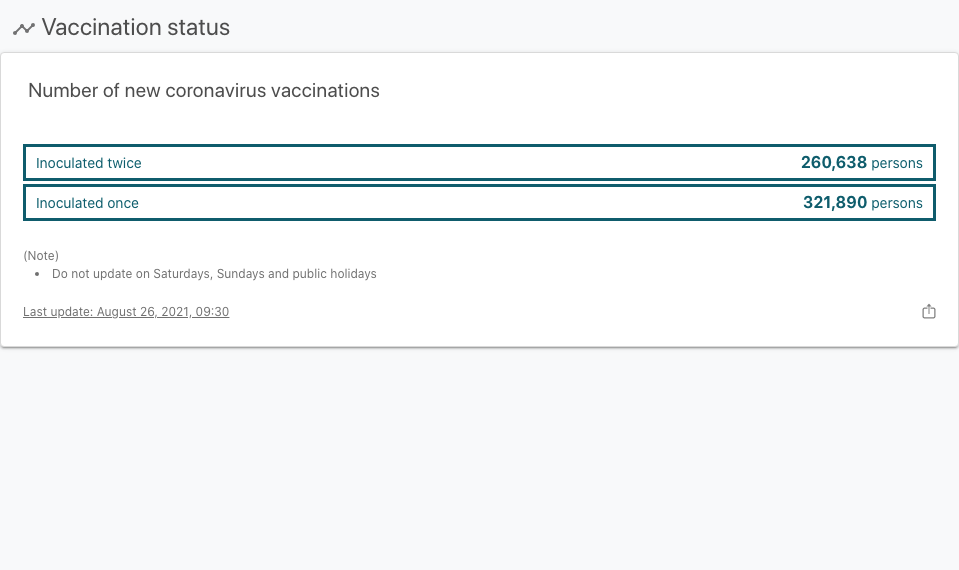 Vaccination status
Number of new coronavirus vaccinations
Inoculated twice 260,638 persons
Inoculated once 321,890 persons
(Note)
• Do not update on Saturdays, Sundays and public holidays
Last update: August 26, 2021, 09:30